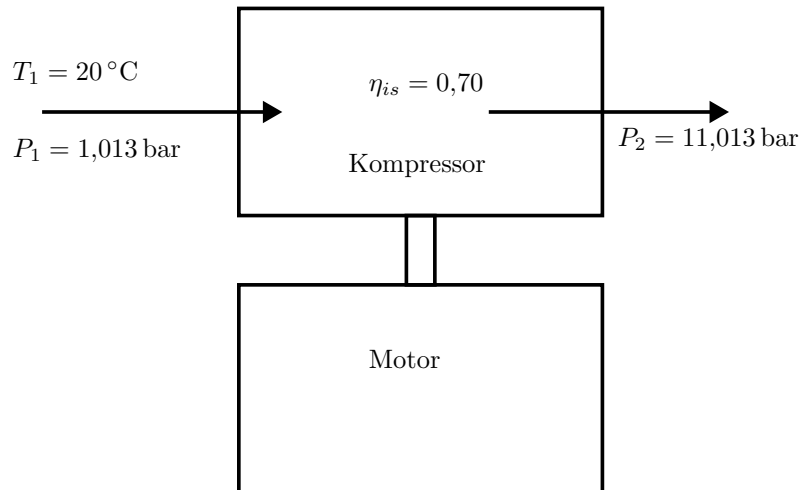 T₁ = 20 °C
η_is = 0,70
P₁ = 1,013 bar
P₂ = 11,013 bar
Kompressor
Motor